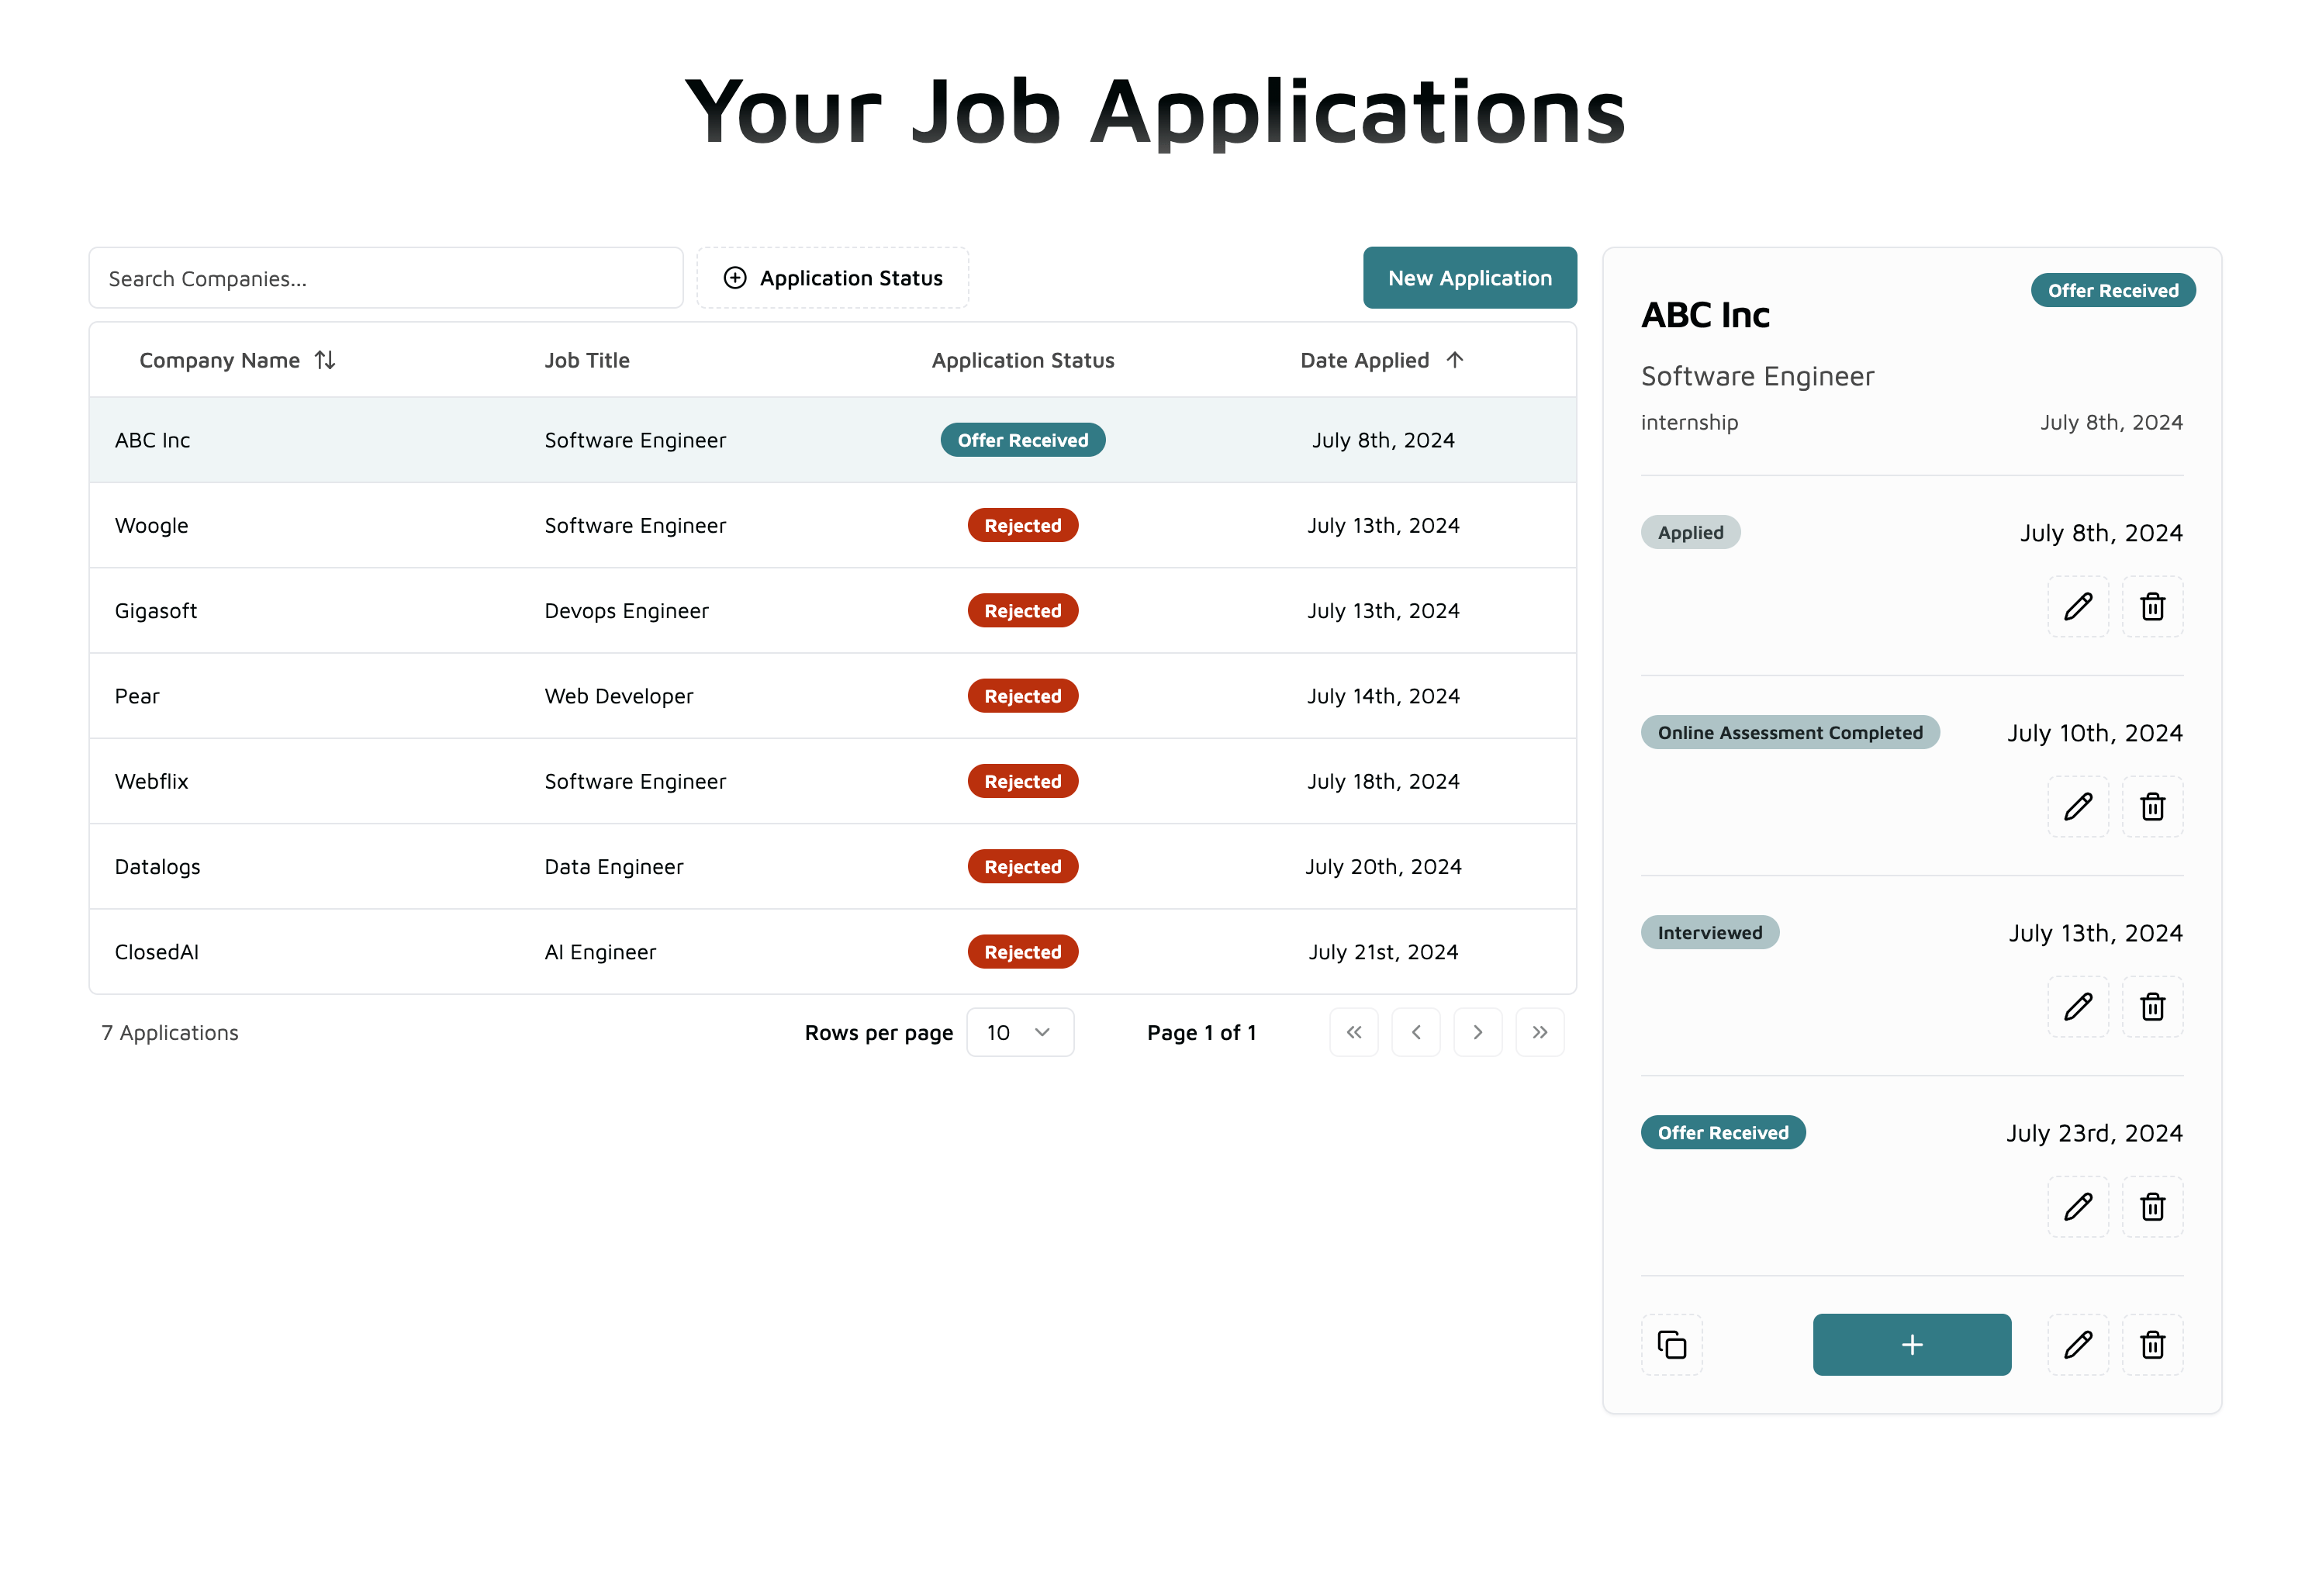 Your Job Applications
Search Companies...
Application Status
New Application
Company Name Job Title Application Status Date Applied
ABC Inc Software Engineer Offer Received July 8th, 2024
Woogle Software Engineer Rejected July 13th, 2024
Gigasoft Devops Engineer Rejected July 13th, 2024
Pear Web Developer Rejected July 14th, 2024
Webflix Software Engineer Rejected July 18th, 2024
Datalogs Data Engineer Rejected July 20th, 2024
ClosedAI AI Engineer Rejected July 21st, 2024
7 Applications Rows per page 10 Page 1 of 1
Offer Received
ABC Inc
Software Engineer
internship July 8th, 2024
Applied July 8th, 2024
Online Assessment Completed July 10th, 2024
Interviewed July 13th, 2024
Offer Received July 23rd, 2024